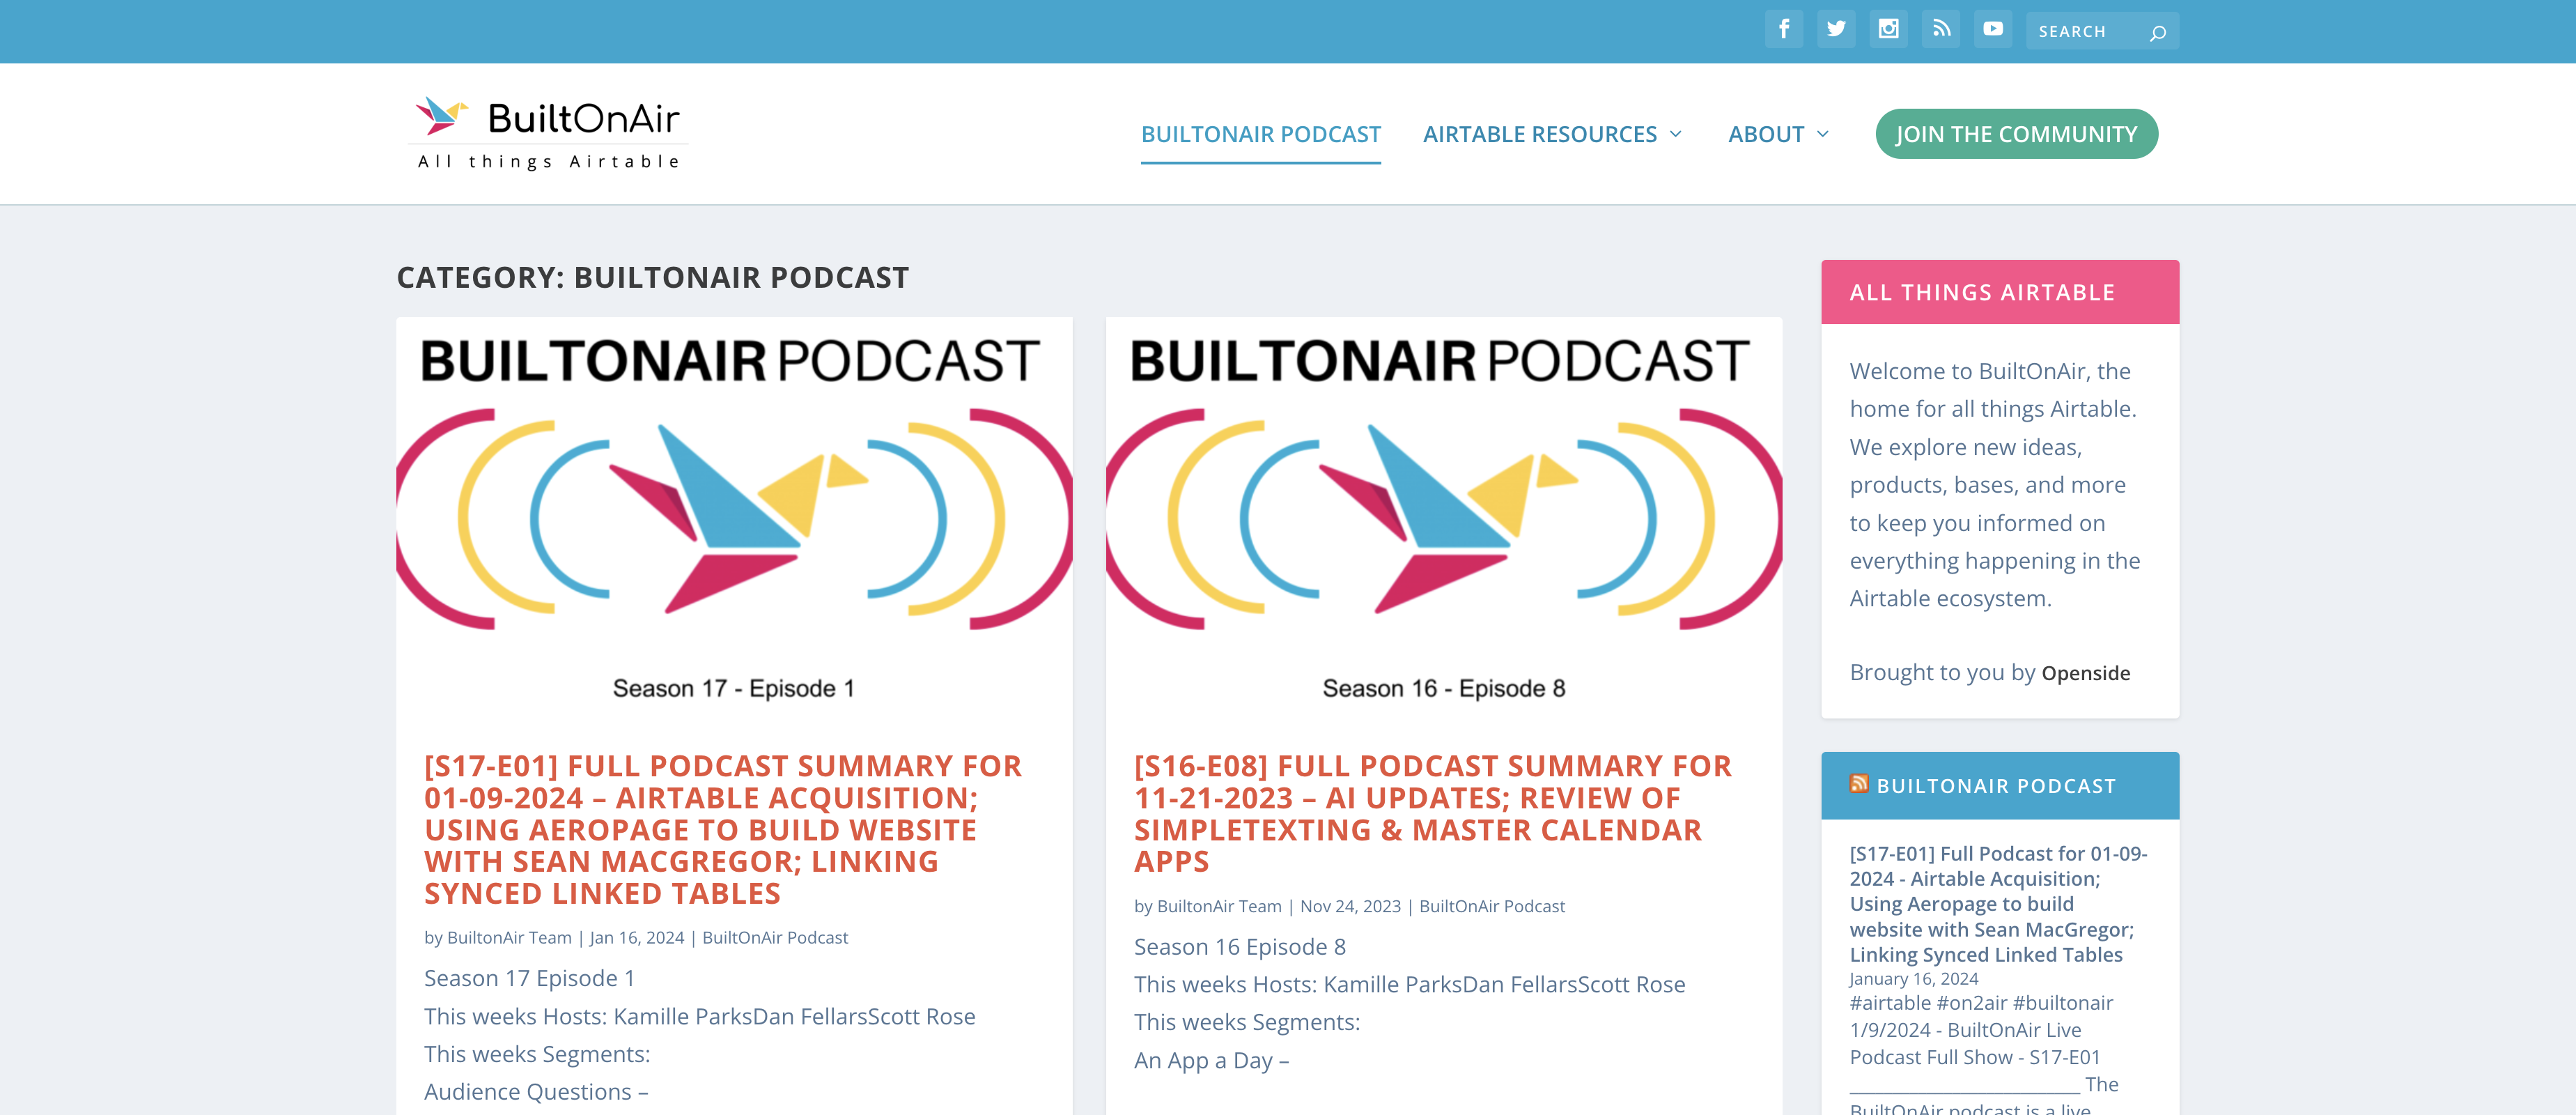 SEARCH
BuiltOnAir
All things Airtable
BUILTONAIR PODCAST
AIRTABLE RESOURCES
ABOUT
JOIN THE COMMUNITY
CATEGORY: BUILTONAIR PODCAST
BUILTONAIR PODCAST
Season 17 - Episode 1
[S17-E01] FULL PODCAST SUMMARY FOR
01-09-2024 – AIRTABLE ACQUISITION;
USING AEROPAGE TO BUILD WEBSITE
WITH SEAN MACGREGOR; LINKING
SYNCED LINKED TABLES
by BuiltonAir Team | Jan 16, 2024 | BuiltOnAir Podcast
Season 17 Episode 1
This weeks Hosts: Kamille ParksDan FellarsScott Rose
This weeks Segments:
Audience Questions –
BUILTONAIR PODCAST
Season 16 - Episode 8
[S16-E08] FULL PODCAST SUMMARY FOR
11-21-2023 – AI UPDATES; REVIEW OF
SIMPLETEXTING & MASTER CALENDAR
APPS
by BuiltonAir Team | Nov 24, 2023 | BuiltOnAir Podcast
Season 16 Episode 8
This weeks Hosts: Kamille ParksDan FellarsScott Rose
This weeks Segments:
An App a Day –
ALL THINGS AIRTABLE
Welcome to BuiltOnAir, the
home for all things Airtable.
We explore new ideas,
products, bases, and more
to keep you informed on
everything happening in the
Airtable ecosystem.
Brought to you by Openside
BUILTONAIR PODCAST
[S17-E01] Full Podcast for 01-09-
2024 - Airtable Acquisition;
Using Aeropage to build
website with Sean MacGregor;
Linking Synced Linked Tables
January 16, 2024
#airtable #on2air #builtonair
1/9/2024 - BuiltOnAir Live
Podcast Full Show - S17-E01
______________________ The
BuiltOnAir podcast is a live